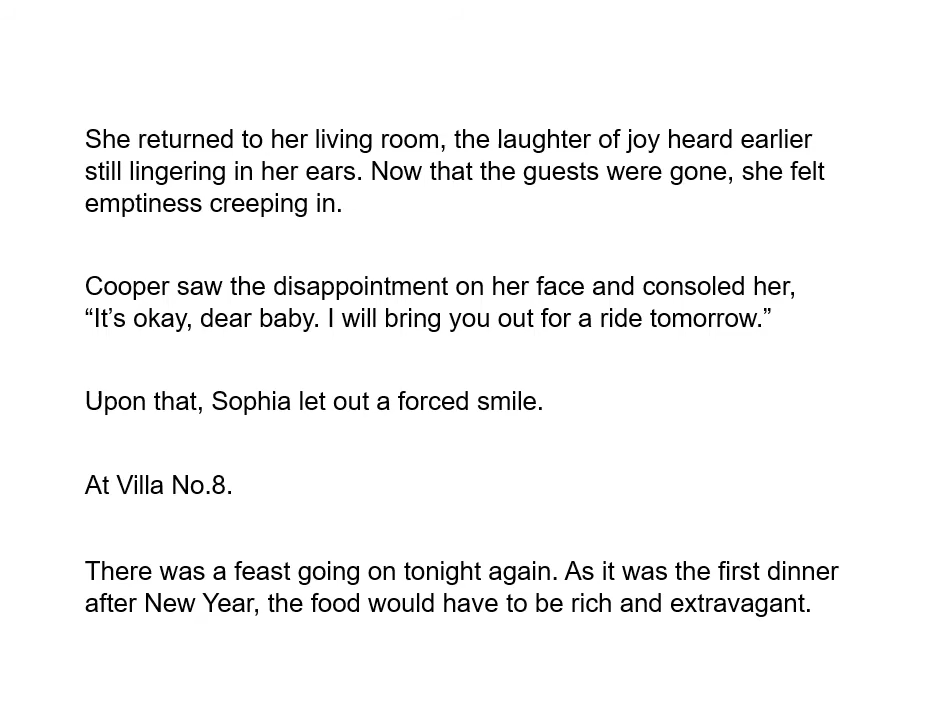 She returned to her living room, the laughter of joy heard earlier
still lingering in her ears. Now that the guests were gone, she felt
emptiness creeping in.
Cooper saw the disappointment on her face and consoled her,
“It’s okay, dear baby. I will bring you out for a ride tomorrow.”
Upon that, Sophia let out a forced smile.
At Villa No.8.
There was a feast going on tonight again. As it was the first dinner
after New Year, the food would have to be rich and extravagant.